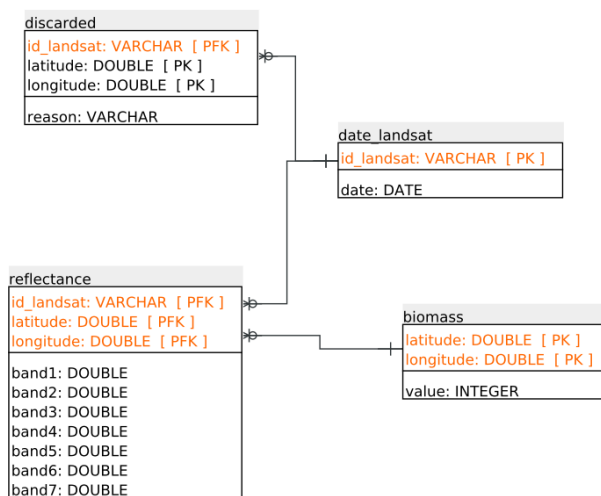 discarded
id_landsat: VARCHAR [ PFK ]
latitude: DOUBLE [ PK ]
longitude: DOUBLE [ PK ]
reason: VARCHAR
date_landsat
id_landsat: VARCHAR [ PK ]
date: DATE
reflectance
id_landsat: VARCHAR [ PFK ]
latitude: DOUBLE [ PFK ]
longitude: DOUBLE [ PFK ]
band1: DOUBLE
band2: DOUBLE
band3: DOUBLE
band4: DOUBLE
band5: DOUBLE
band6: DOUBLE
band7: DOUBLE
biomass
latitude: DOUBLE [ PK ]
longitude: DOUBLE [ PK ]
value: INTEGER